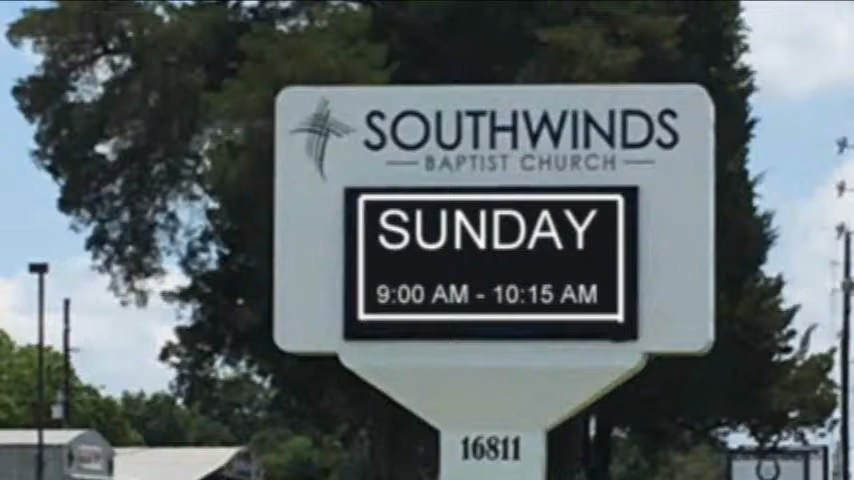 SOUTHWINDS
BAPTIST CHURCH
SUNDAY
9:00 AM - 10:15 AM
16811